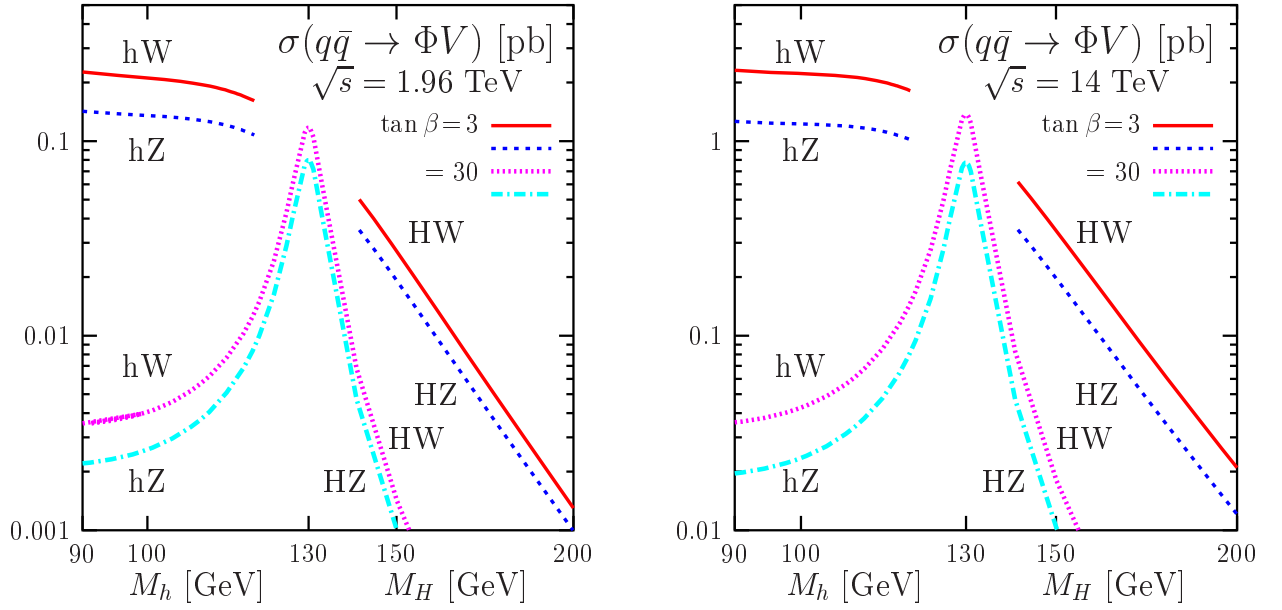 σ(qq̄ → ΦV) [pb]
√s = 1.96 TeV
tan β = 3
= 30
hW
hZ
hW
hZ
HW
HZ
HW
HZ
0.1
0.01
0.001
90 100 130 150 200
M_h [GeV] M_H [GeV]
σ(qq̄ → ΦV) [pb]
√s = 14 TeV
tan β = 3
= 30
hW
hZ
hW
hZ
HW
HZ
HW
HZ
1
0.1
0.01
90 100 130 150 200
M_h [GeV] M_H [GeV]